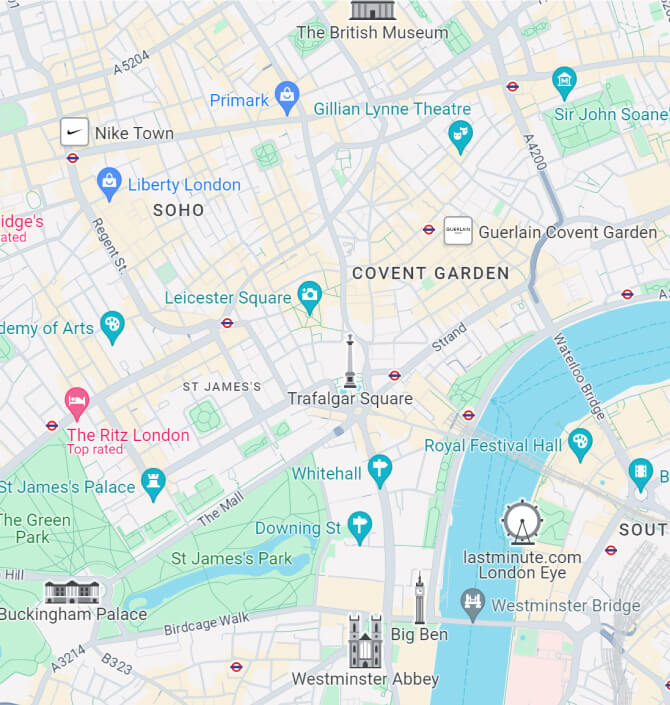 The British Museum
A5204
Primark
Gillian Lynne Theatre
Sir John Soane's
Nike Town
A4200
Liberty London
SOHO
idge's
rated
Regent St.
GUERLAIN
Guerlain Covent Garden
COVENT GARDEN
Leicester Square
demy of Arts
Strand
Waterloo Bridge
ST JAMES'S
Trafalgar Square
The Ritz London
Top rated
Royal Festival Hall
Whitehall
St James's Palace
The Mall
The Green
Park
Downing St
SOUT
St James's Park
lastminute.com
London Eye
Hill
Buckingham Palace
Westminster Bridge
Birdcage Walk
Big Ben
A3214
B323
Westminster Abbey